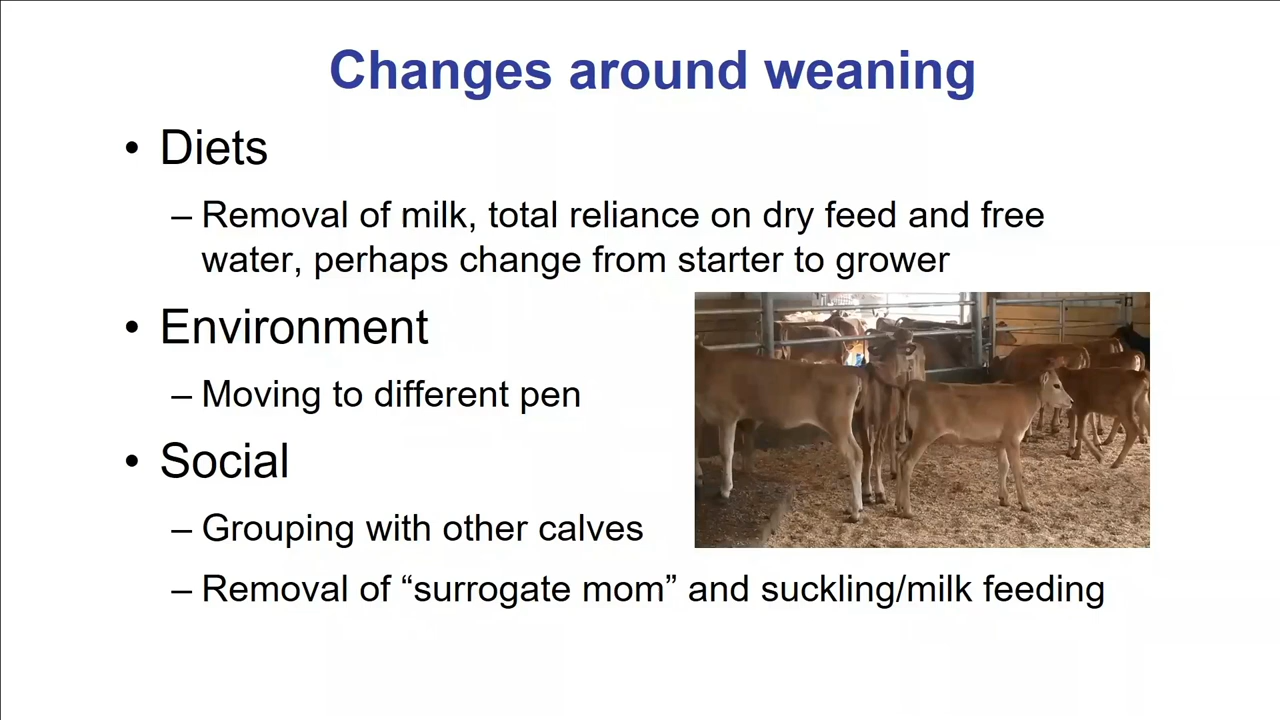 Changes around weaning
• Diets
– Removal of milk, total reliance on dry feed and free
water, perhaps change from starter to grower
• Environment
– Moving to different pen
• Social
– Grouping with other calves
– Removal of “surrogate mom” and suckling/milk feeding